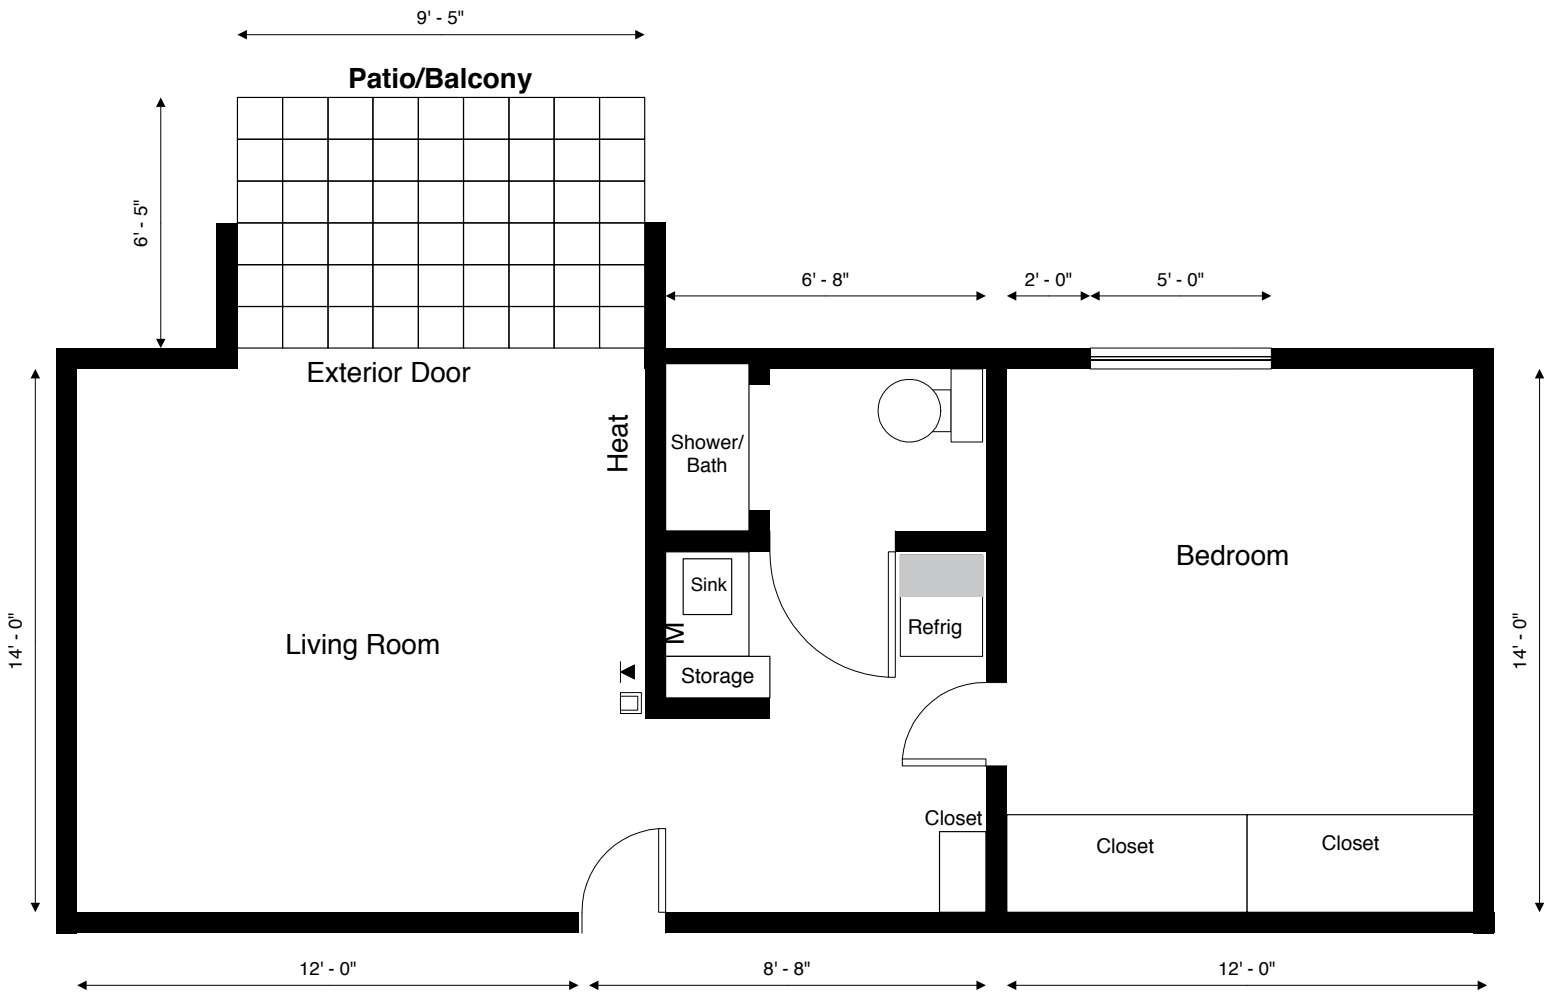 9' - 5"
Patio/Balcony
6' - 5"
6' - 8"
2' - 0"
5' - 0"
Exterior Door
Heat
Shower/
Bath
Bedroom
Sink
M
Refrig
Living Room
14' - 0"
14' - 0"
Storage
Closet
Closet
Closet
12' - 0"
8' - 8"
12' - 0"